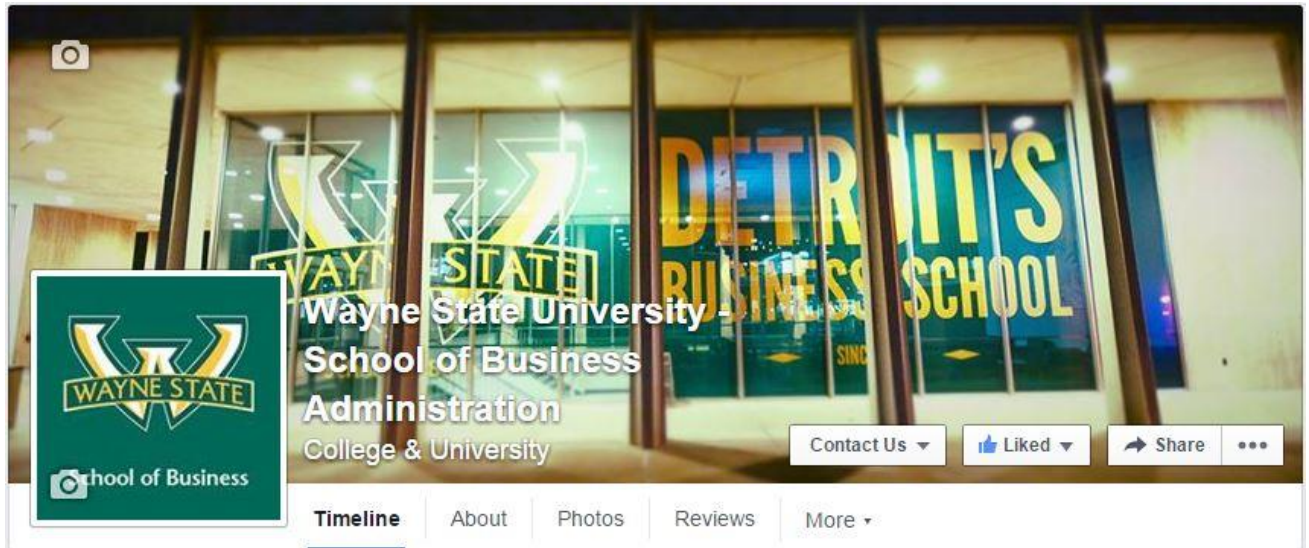 DETROIT'S
WAYNE STATE
BUSINESS SCHOOL
SINC
Wayne State University -
School of Business
Administration
College & University
WAYNE STATE
School of Business
Contact Us
Liked
Share
Timeline
About
Photos
Reviews
More